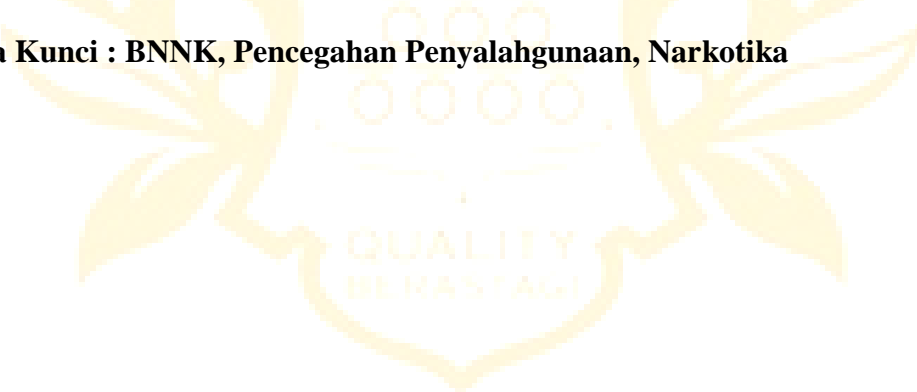 a Kunci : BNNK, Pencegahan Penyalahgunaan, Narkotika
QUALITY
BERASTAGI